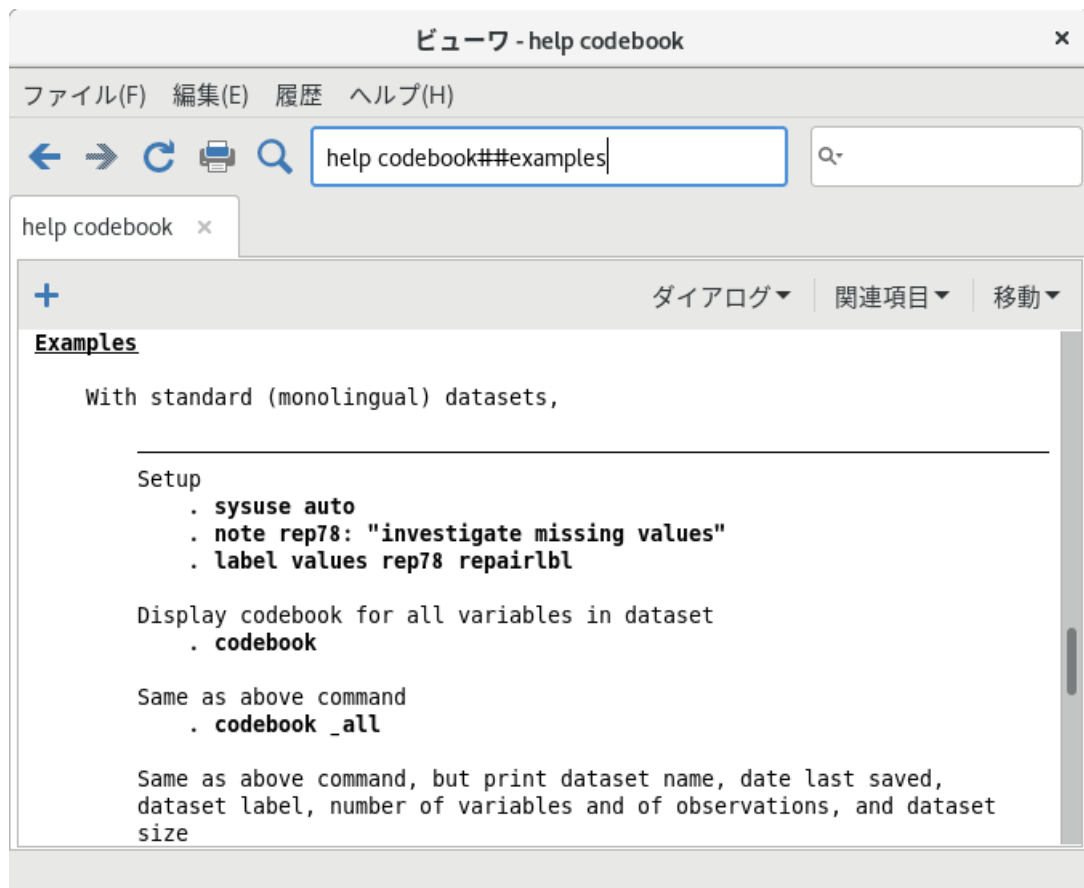 ビューワ - help codebook ×
ファイル(F) 編集(E) 履歴 ヘルプ(H)
help codebook##examples
help codebook ×
+ ダイアログ 関連項目 移動
Examples
With standard (monolingual) datasets,
Setup
. sysuse auto
. note rep78: "investigate missing values"
. label values rep78 repairlbl
Display codebook for all variables in dataset
. codebook
Same as above command
. codebook _all
Same as above command, but print dataset name, date last saved,
dataset label, number of variables and of observations, and dataset
size